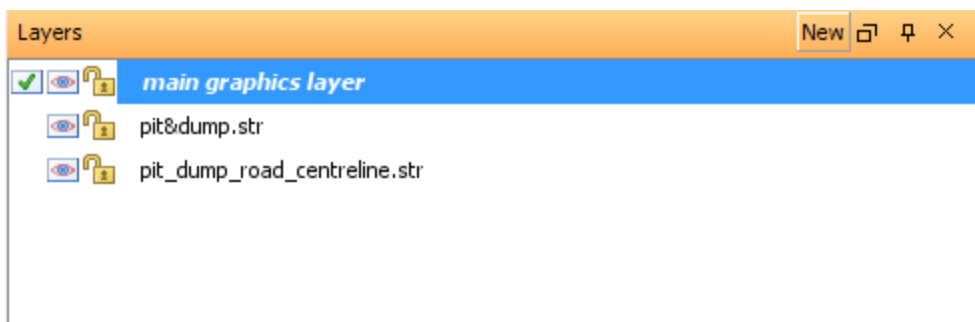 Layers New
main graphics layer
pit&dump.str
pit_dump_road_centreline.str